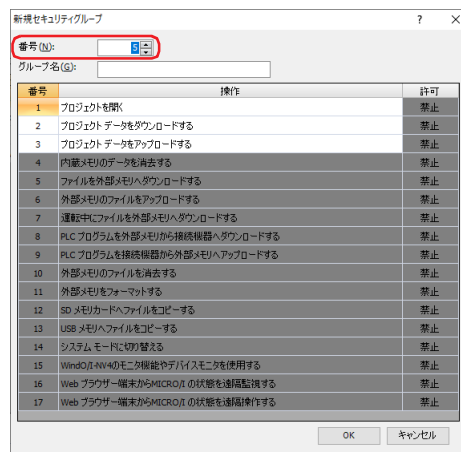 新規セキュリティグループ ? ×
番号(N): 5
グループ名(G):
番号 操作 許可
1 プロジェクトを開く 禁止
2 プロジェクト データをダウンロードする 禁止
3 プロジェクト データをアップロードする 禁止
4 内蔵メモリのデータを消去する 禁止
5 ファイルを外部メモリへダウンロードする 禁止
6 外部メモリのファイルをアップロードする 禁止
7 運転中にファイルを外部メモリへダウンロードする 禁止
8 PLC プログラムを外部メモリから接続機器へダウンロードする 禁止
9 PLC プログラムを接続機器から外部メモリへアップロードする 禁止
10 外部メモリのファイルを消去する 禁止
11 外部メモリをフォーマットする 禁止
12 SD メモリカードへファイルをコピーする 禁止
13 USB メモリへファイルをコピーする 禁止
14 システム モードに切り替える 禁止
15 WindO/I-NV4のモニタ機能やデバイスモニタを使用する 禁止
16 Web ブラウザー端末からMICRO/I の状態を遠隔監視する 禁止
17 Web ブラウザー端末からMICRO/I の状態を遠隔操作する 禁止
OK キャンセル